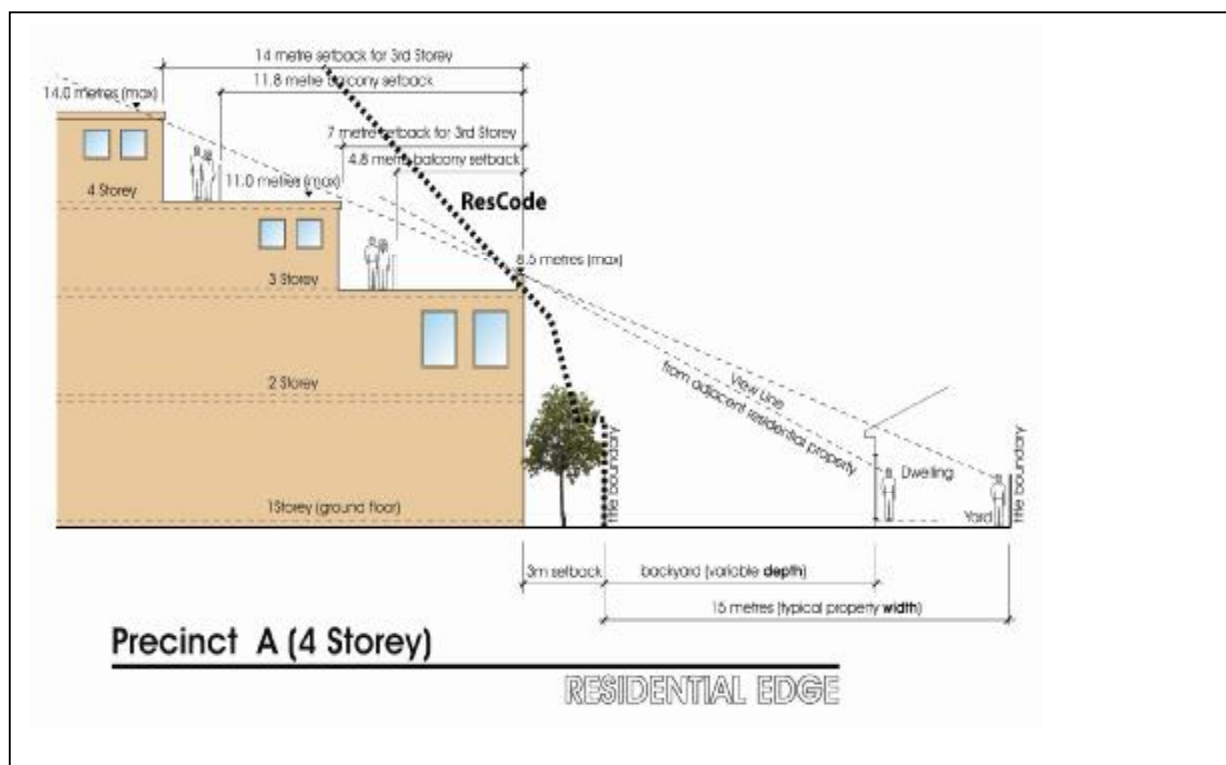 14 metre setback for 3rd Storey
11.8 metre balcony setback
14.0 metres (max)
7 metre setback for 3rd Storey
4.8 metre balcony setback
4 Storey
11.0 metres (max)
ResCode
8.5 metres (max)
3 Storey
View Line
from adjacent residential property
2 Storey
Dwelling
1Storey (ground floor)
title boundary
Yard
title boundary
3m setback
backyard (variable depth)
15 metres (typical property width)
Precinct A (4 Storey)
RESIDENTIAL EDGE